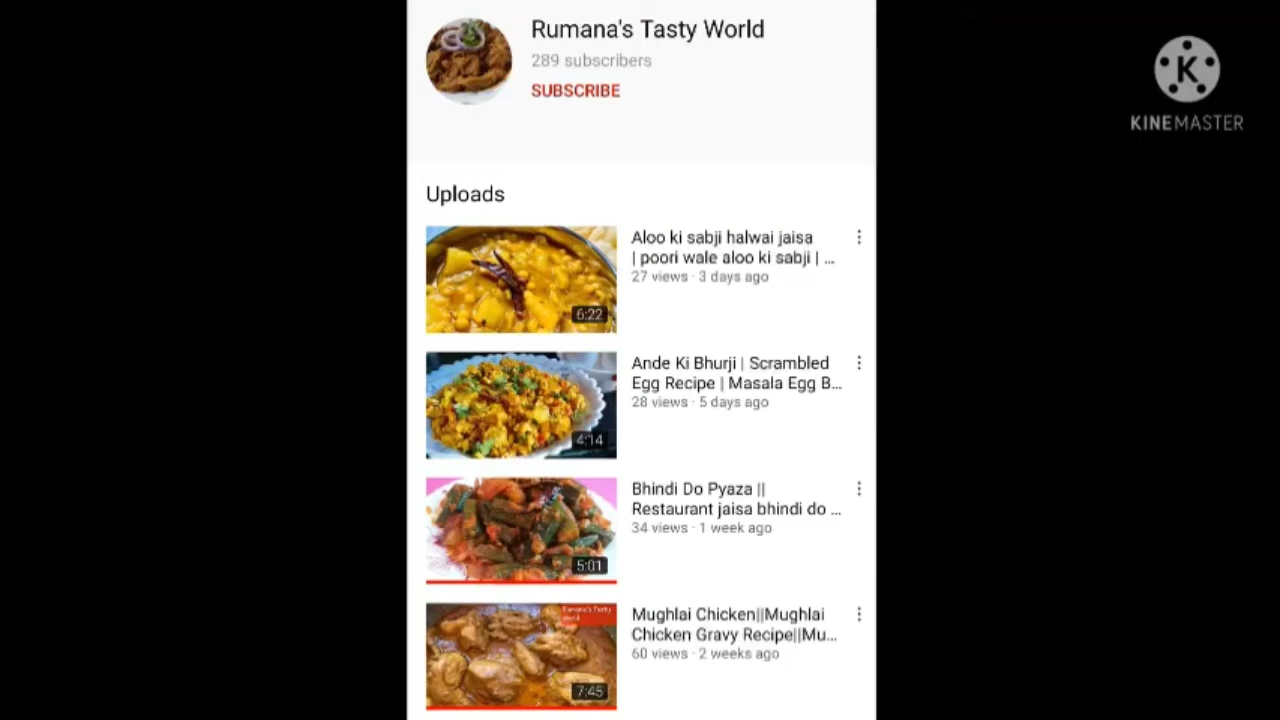 Rumana's Tasty World
289 subscribers
SUBSCRIBE
KINEMASTER
Uploads
Aloo ki sabji halwai jaisa
| poori wale aloo ki sabji | ...
27 views · 3 days ago
6:22
Ande Ki Bhurji | Scrambled
Egg Recipe | Masala Egg B...
28 views · 5 days ago
4:14
Bhindi Do Pyaza ||
Restaurant jaisa bhindi do ...
34 views · 1 week ago
5:01
Rumana's Tasty
World
Mughlai Chicken||Mughlai
Chicken Gravy Recipe||Mu...
60 views · 2 weeks ago
7:45